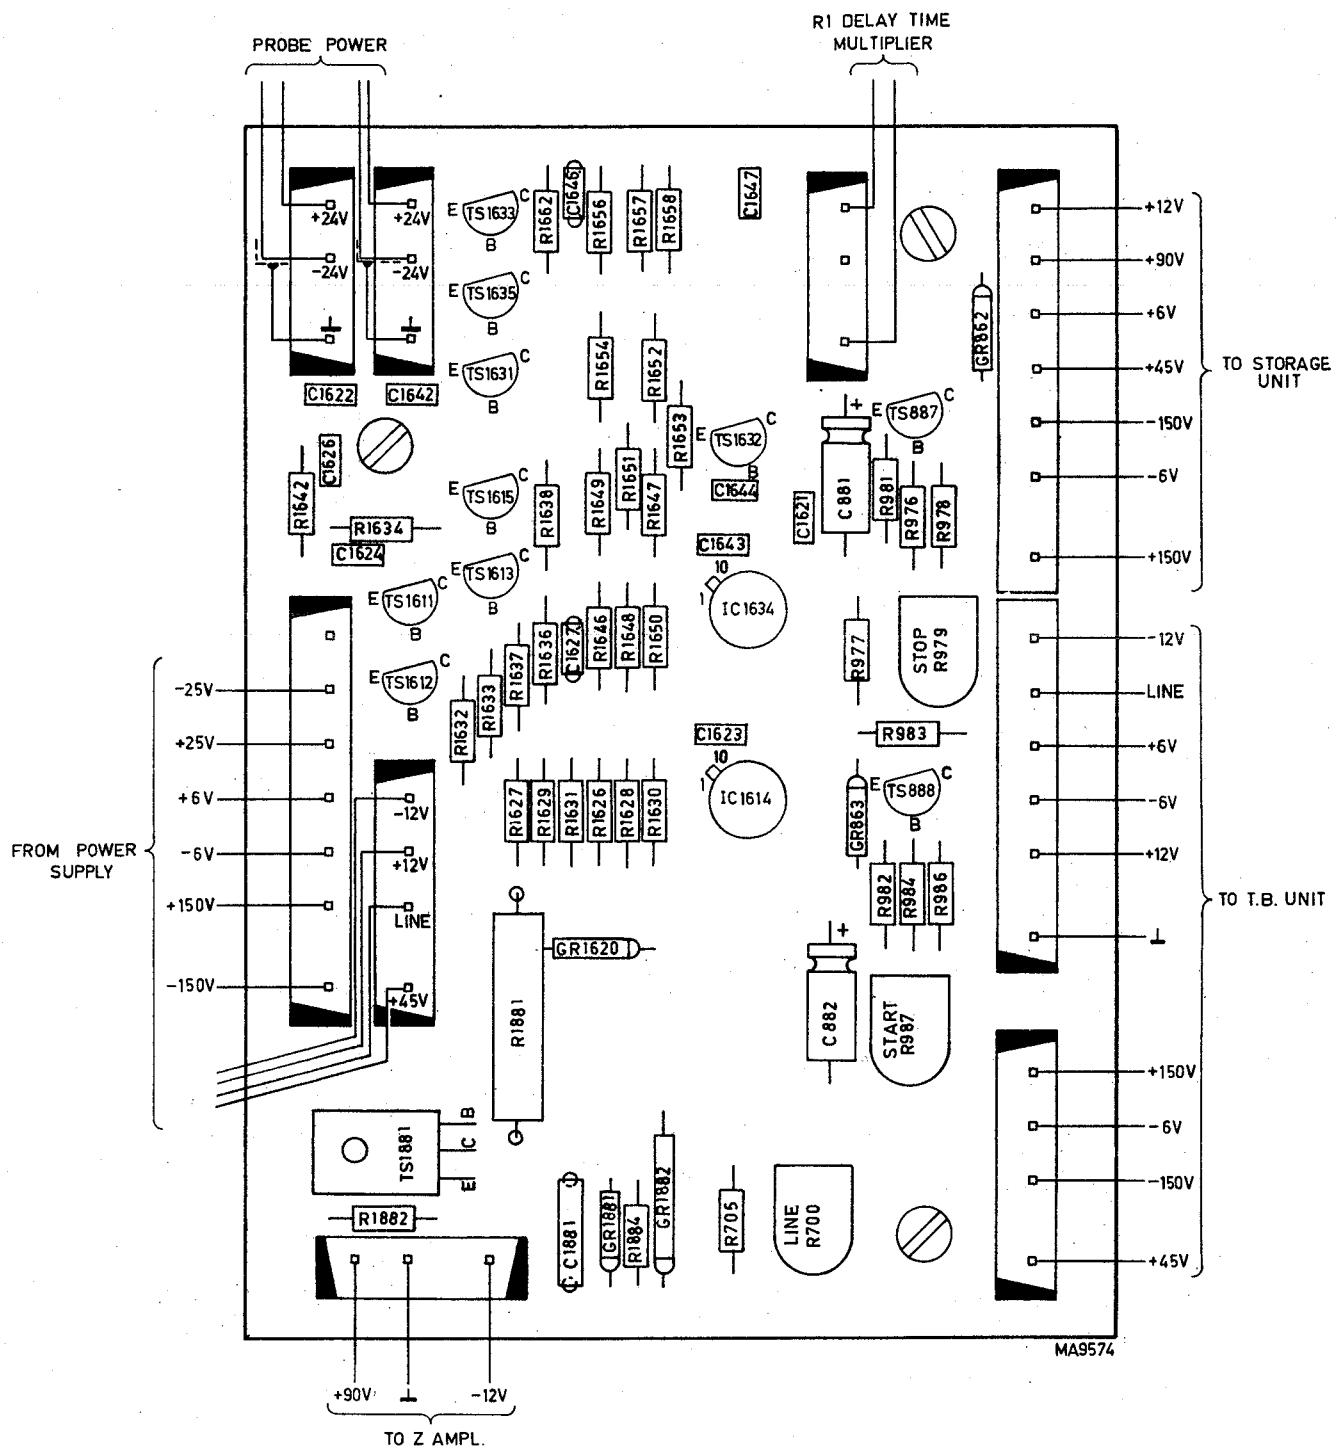 PROBE POWER
R1 DELAY TIME
MULTIPLIER
+24V
-24V
+24V
-24V
C1622
C1642
E TS1633 C
B
E TS1635 C
B
E TS1631 C
B
R1662
C1646
R1656
R1657
R1658
C1647
R1654
R1652
R1653
E TS1632
B
C1644
GR862
+12V
+90V
+6V
+45V
-150V
-6V
+150V
TO STORAGE
UNIT
+
C881
E TS887 C
B
R981
R976
R978
C1621
C1626
R1642
R1634
C1624
E TS1615 C
B
E TS1613 C
B
E TS1611 C
B
E TS1612 C
B
R1638
R1649
R1651
R1647
C1643
10
1
IC1634
R1632
R1633
R1637
R1636
C1627
R1646
R1648
R1650
R977
STOP
R979
R983
C1623
10
1
IC1614
R1627
R1629
R1631
R1626
R1628
R1630
GR863
E TS888 C
B
R982
R984
R986
-12V
LINE
+6V
-6V
+12V
TO T.B. UNIT
+150V
-6V
-150V
+45V
FROM POWER
SUPPLY
-25V
+25V
+6V
-6V
+150V
-150V
-12V
+12V
LINE
+45V
R1881
GR1620
+
C882
START
R987
TS1881
B
C
E
R1882
C1881
GR1881
R1884
GR1882
R705
LINE
R700
MA9574
+90V
-12V
TO Z AMPL.